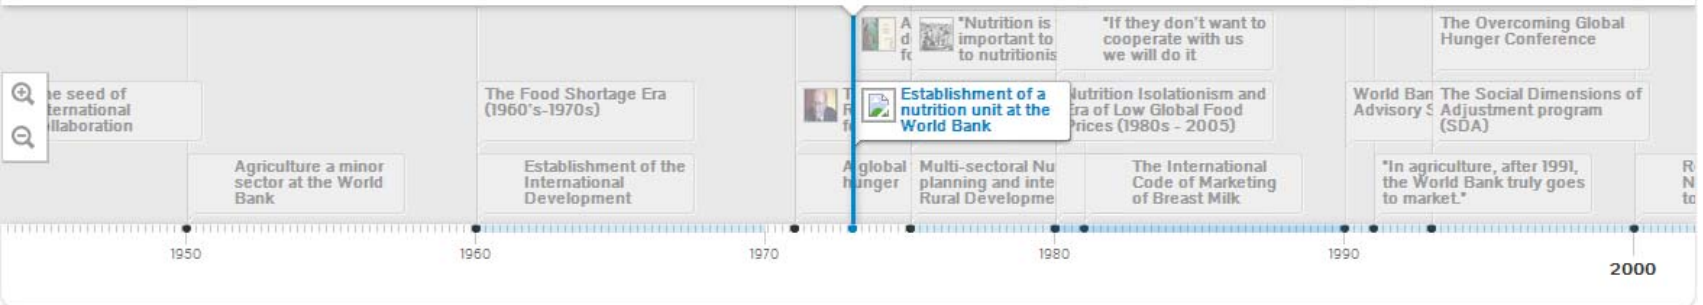 "Nutrition is
important to
to nutritionis
"If they don't want to
cooperate with us
we will do it
The Overcoming Global
Hunger Conference
he seed of
ternational
llaboration
The Food Shortage Era
(1960's-1970s)
Establishment of a
nutrition unit at the
World Bank
Nutrition Isolationism and
Era of Low Global Food
Prices (1980s - 2005)
World Ban
Advisory S
The Social Dimensions of
Adjustment program
(SDA)
Agriculture a minor
sector at the World
Bank
Establishment of the
International
Development
A global
hunger
Multi-sectoral Nu
planning and inte
Rural Developme
The International
Code of Marketing
of Breast Milk
"In agriculture, after 1991,
the World Bank truly goes
to market."
1950
1960
1970
1980
1990
2000